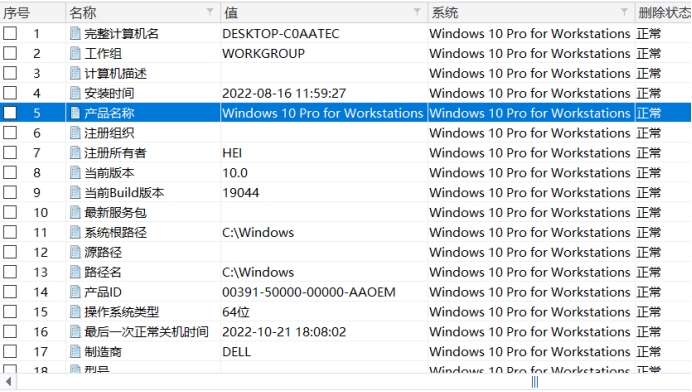 序号 名称 值 系统 删除状态
1 完整计算机名 DESKTOP-C0AATEC Windows 10 Pro for Workstations 正常
2 工作组 WORKGROUP Windows 10 Pro for Workstations 正常
3 计算机描述 Windows 10 Pro for Workstations 正常
4 安装时间 2022-08-16 11:59:27 Windows 10 Pro for Workstations 正常
5 产品名称 Windows 10 Pro for Workstations Windows 10 Pro for Workstations 正常
6 注册组织 Windows 10 Pro for Workstations 正常
7 注册所有者 HEI Windows 10 Pro for Workstations 正常
8 当前版本 10.0 Windows 10 Pro for Workstations 正常
9 当前Build版本 19044 Windows 10 Pro for Workstations 正常
10 最新服务包 Windows 10 Pro for Workstations 正常
11 系统根路径 C:\Windows Windows 10 Pro for Workstations 正常
12 源路径 Windows 10 Pro for Workstations 正常
13 路径名 C:\Windows Windows 10 Pro for Workstations 正常
14 产品ID 00391-50000-00000-AAOEM Windows 10 Pro for Workstations 正常
15 操作系统类型 64位 Windows 10 Pro for Workstations 正常
16 最后一次正常关机时间 2022-10-21 18:08:02 Windows 10 Pro for Workstations 正常
17 制造商 DELL Windows 10 Pro for Workstations 正常
18 型号 Windows 10 Pro for Workstations 正常